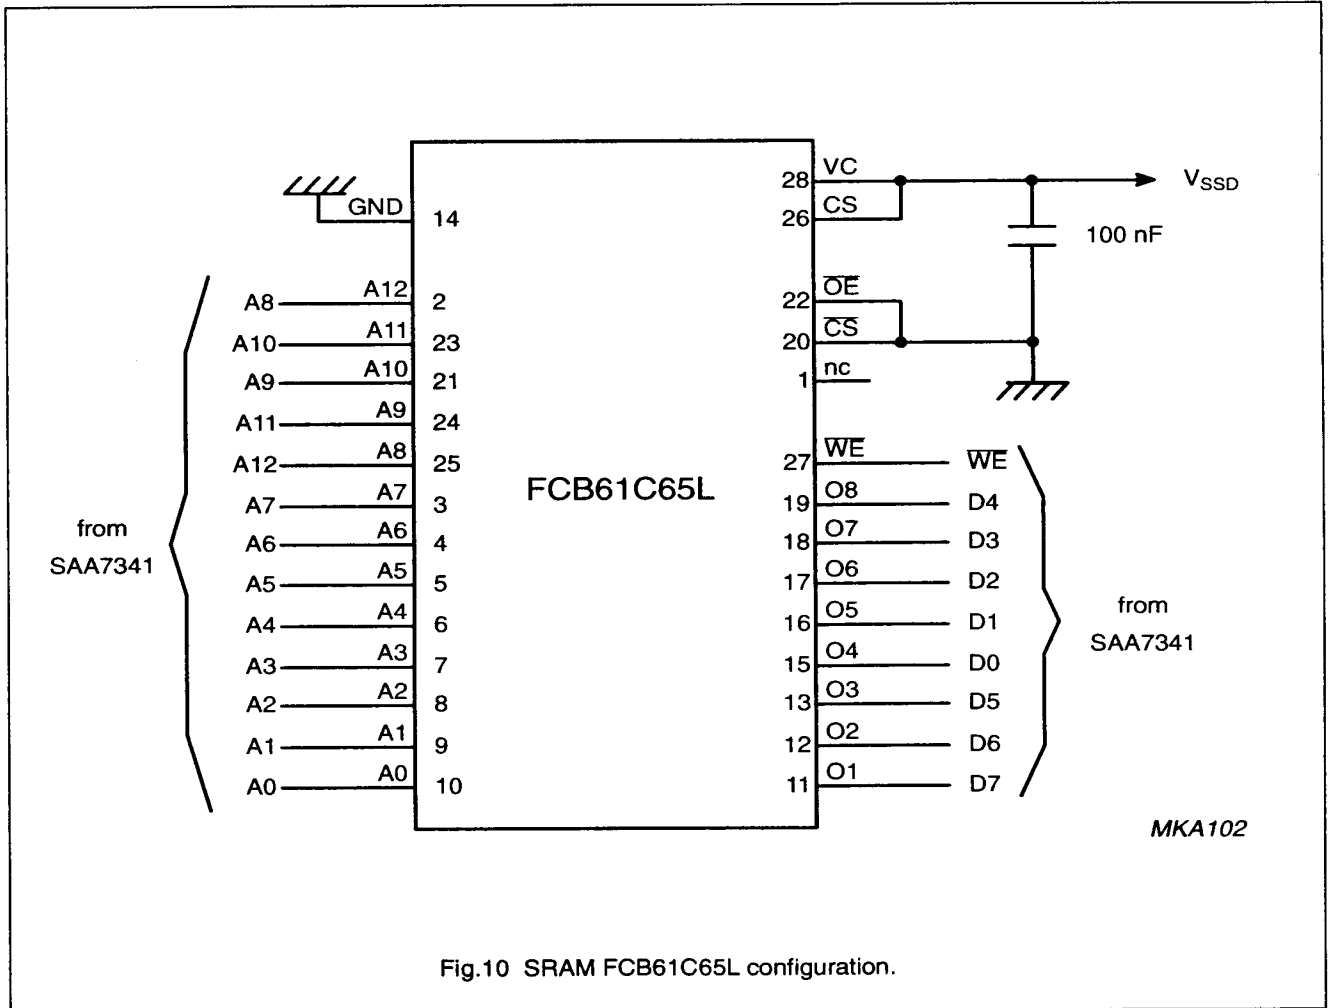 GND 14
28 VC V_SSD
26 CS
100 nF
A8 A12 2
A10 A11 23
A9 A10 21
A11 A9 24
A12 A8 25
A7 A7 3
A6 A6 4
A5 A5 5
A4 A4 6
A3 A3 7
A2 A2 8
A1 A1 9
A0 A0 10
from
SAA7341
FCB61C65L
22 O̅E̅
20 C̅S̅
1 nc
27 W̅E̅ W̅E̅
19 O8 D4
18 O7 D3
17 O6 D2
16 O5 D1
15 O4 D0
13 O3 D5
12 O2 D6
11 O1 D7
from
SAA7341
MKA102
Fig.10 SRAM FCB61C65L configuration.